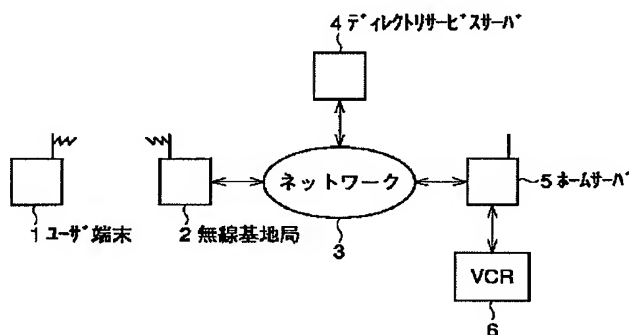 4 ディレクトリサービスサーバ
ネットワーク
5 ホームサーバ
1 ユーザ端末
2 無線基地局
3
VCR
6